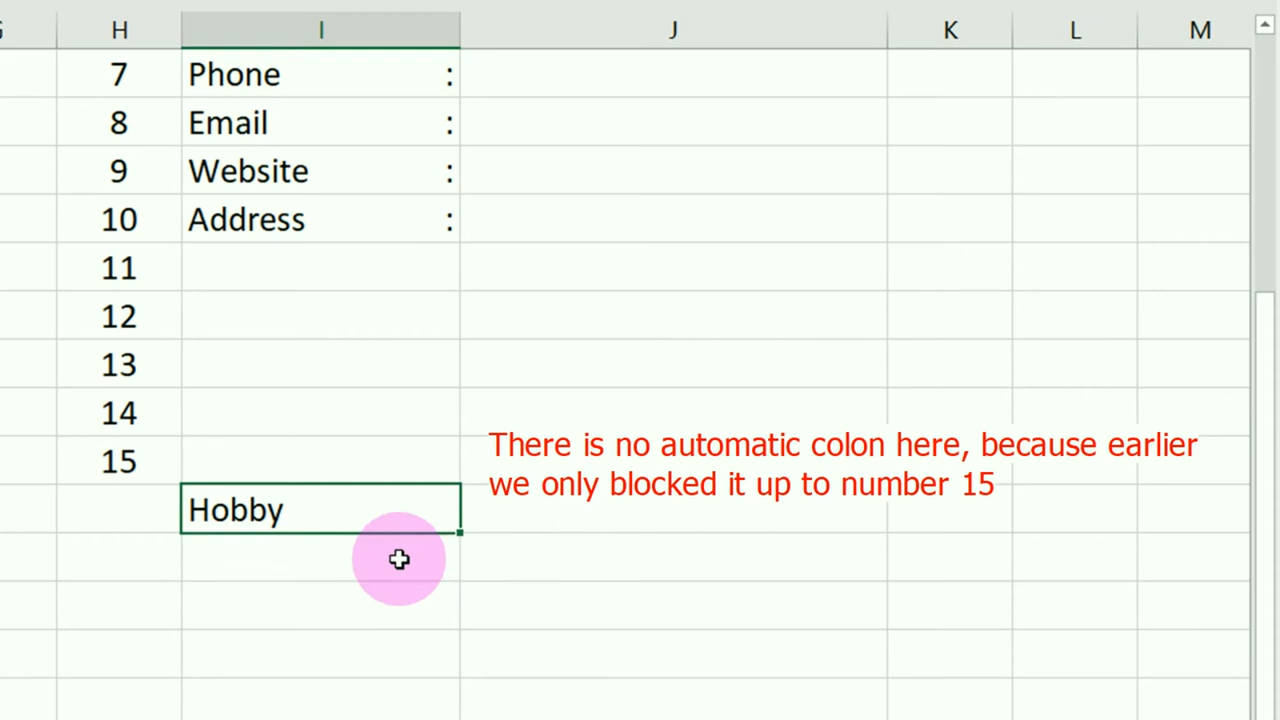 H I J K L M
7 Phone :
8 Email :
9 Website :
10 Address :
11
12
13
14
There is no automatic colon here, because earlier
15
we only blocked it up to number 15
Hobby